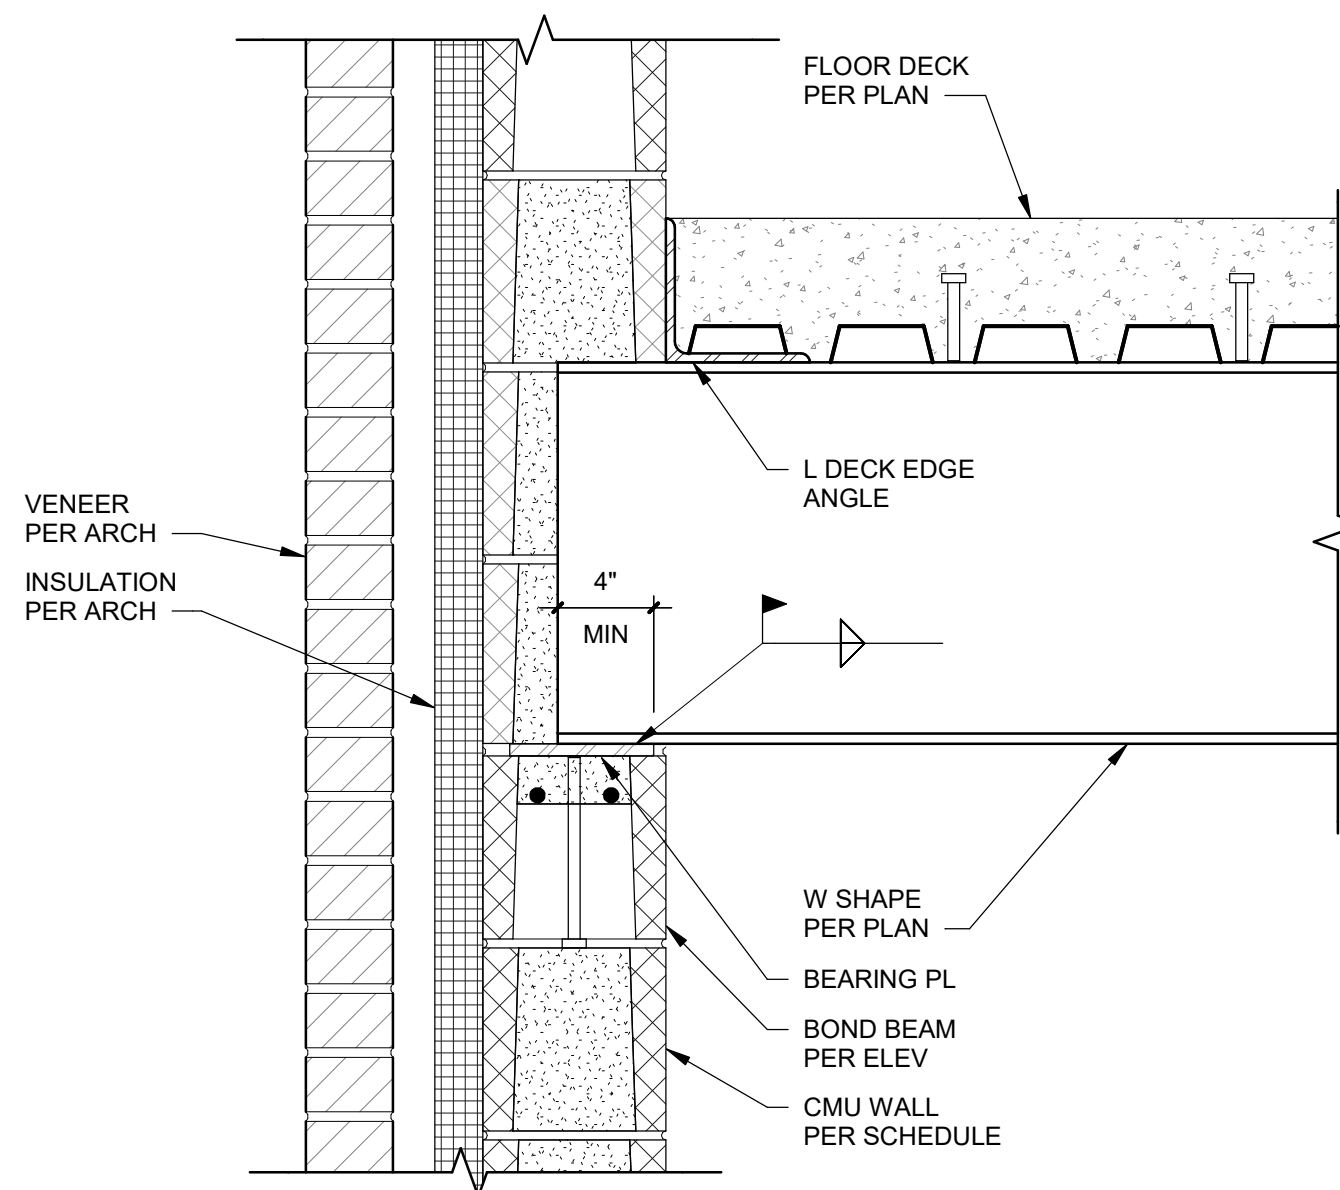 FLOOR DECK
PER PLAN
L DECK EDGE
ANGLE
VENEER
PER ARCH
INSULATION
PER ARCH
4"
MIN
W SHAPE
PER PLAN
BEARING PL
BOND BEAM
PER ELEV
CMU WALL
PER SCHEDULE